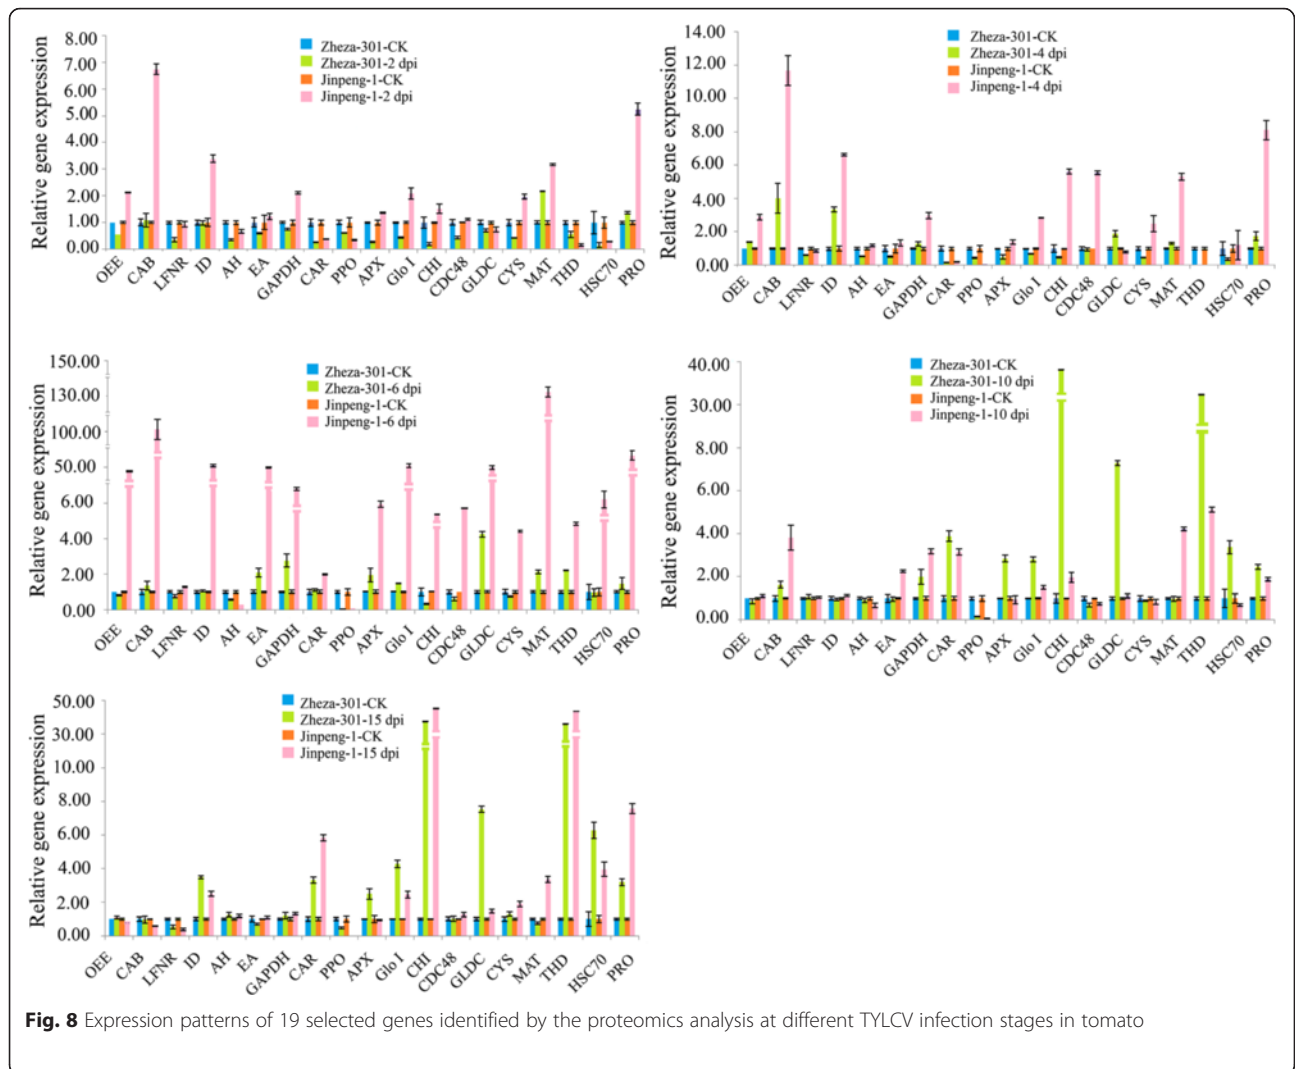 Relative gene expression
8.00
7.00
6.00
5.00
4.00
3.00
2.00
1.00
0.00
Zheza-301-CK
Zheza-301-2 dpi
Jinpeng-1-CK
Jinpeng-1-2 dpi
OEE CAB LFNR ID AH EA GAPDH CAR PPO APX Glo I CHI CDC48 GLDC CYS MAT THD HSC70 PRO
Relative gene expression
14.00
12.00
10.00
8.00
6.00
4.00
2.00
0.00
Zheza-301-CK
Zheza-301-4 dpi
Jinpeng-1-CK
Jinpeng-1-4 dpi
OEE CAB LFNR ID AH EA GAPDH CAR PPO APX Glo I CHI CDC48 GLDC CYS MAT THD HSC70 PRO
Relative gene expression
150.00
130.00
100.00
50.00
6.00
4.00
2.00
0.00
Zheza-301-CK
Zheza-301-6 dpi
Jinpeng-1-CK
Jinpeng-1-6 dpi
OEE CAB LFNR ID AH EA GAPDH CAR PPO APX Glo I CHI CDC48 GLDC CYS MAT THD HSC70 PRO
Relative gene expression
40.00
30.00
8.00
6.00
4.00
2.00
0.00
Zheza-301-CK
Zheza-301-10 dpi
Jinpeng-1-CK
Jinpeng-1-10 dpi
OEE CAB LFNR ID AH EA GAPDH CAR PPO APX Glo I CHI CDC48 GLDC CYS MAT THD HSC70 PRO
Relative gene expression
50.00
30.00
10.00
8.00
6.00
4.00
2.00
0.00
Zheza-301-CK
Zheza-301-15 dpi
Jinpeng-1-CK
Jinpeng-1-15 dpi
OEE CAB LFNR ID AH EA GAPDH CAR PPO APX Glo I CHI CDC48 GLDC CYS MAT THD HSC70 PRO
Fig. 8 Expression patterns of 19 selected genes identified by the proteomics analysis at different TYLCV infection stages in tomato